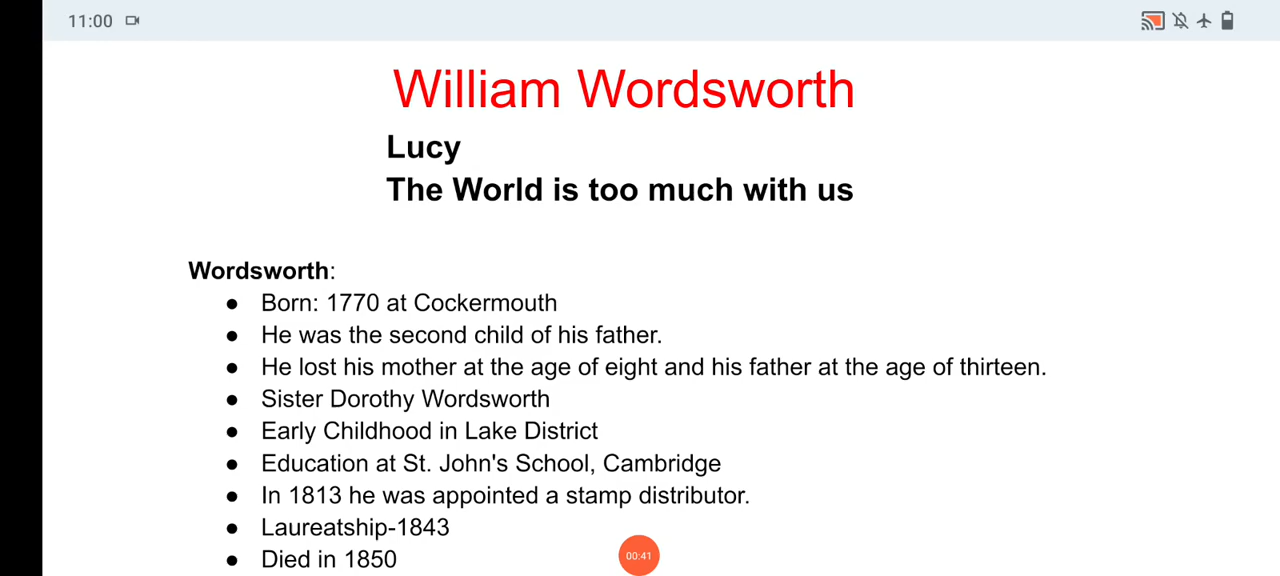 11:00
William Wordsworth
Lucy
The World is too much with us
Wordsworth:
● Born: 1770 at Cockermouth
● He was the second child of his father.
● He lost his mother at the age of eight and his father at the age of thirteen.
● Sister Dorothy Wordsworth
● Early Childhood in Lake District
● Education at St. John's School, Cambridge
● In 1813 he was appointed a stamp distributor.
● Laureatship-1843
● Died in 1850
00:41